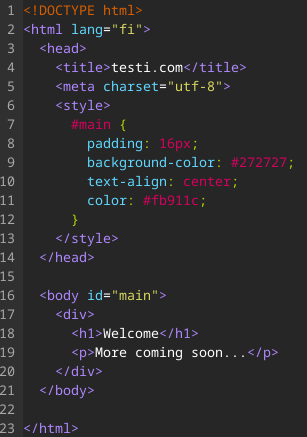 1 <!DOCTYPE html>
2 <html lang="fi">
3   <head>
4     <title>testi.com</title>
5     <meta charset="utf-8">
6     <style>
7       #main {
8         padding: 16px;
9         background-color: #272727;
10         text-align: center;
11         color: #fb911c;
12       }
13     </style>
14   </head>
15
16   <body id="main">
17     <div>
18       <h1>Welcome</h1>
19       <p>More coming soon...</p>
20     </div>
21   </body>
22
23 </html>